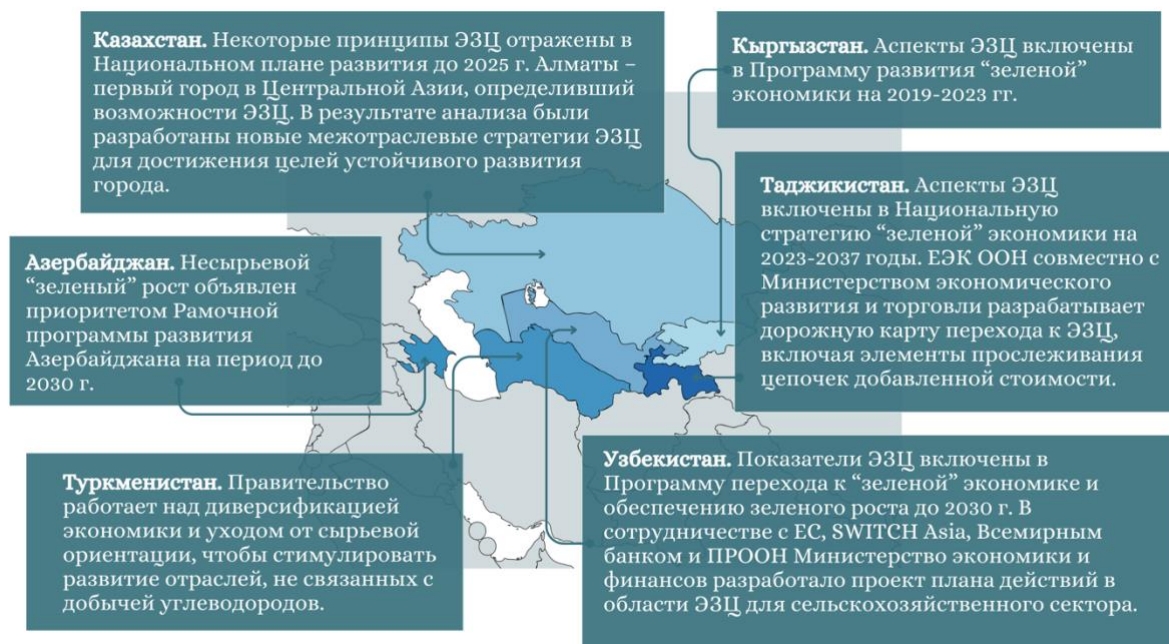 Казахстан. Некоторые принципы ЭЗЦ отражены в
Национальном плане развития до 2025 г. Алматы –
первый город в Центральной Азии, определивший
возможности ЭЗЦ. В результате анализа были
разработаны новые межотраслевые стратегии ЭЗЦ
для достижения целей устойчивого развития
города.
Кыргызстан. Аспекты ЭЗЦ включены
в Программу развития “зеленой”
экономики на 2019-2023 гг.
Таджикистан. Аспекты ЭЗЦ
включены в Национальную
стратегию “зеленой” экономики на
2023-2037 годы. ЕЭК ООН совместно с
Министерством экономического
развития и торговли разрабатывает
дорожную карту перехода к ЭЗЦ,
включая элементы прослеживания
цепочек добавленной стоимости.
Азербайджан. Несырьевой
“зеленый” рост объявлен
приоритетом Рамочной
программы развития
Азербайджана на период до
2030 г.
Туркменистан. Правительство
работает над диверсификацией
экономики и уходом от сырьевой
ориентации, чтобы стимулировать
развитие отраслей, не связанных с
добычей углеводородов.
Узбекистан. Показатели ЭЗЦ включены в
Программу перехода к “зеленой” экономике и
обеспечению зеленого роста до 2030 г. В
сотрудничестве с ЕС, SWITCH Asia, Всемирным
банком и ПРООН Министерство экономики и
финансов разработало проект плана действий в
области ЭЗЦ для сельскохозяйственного сектора.